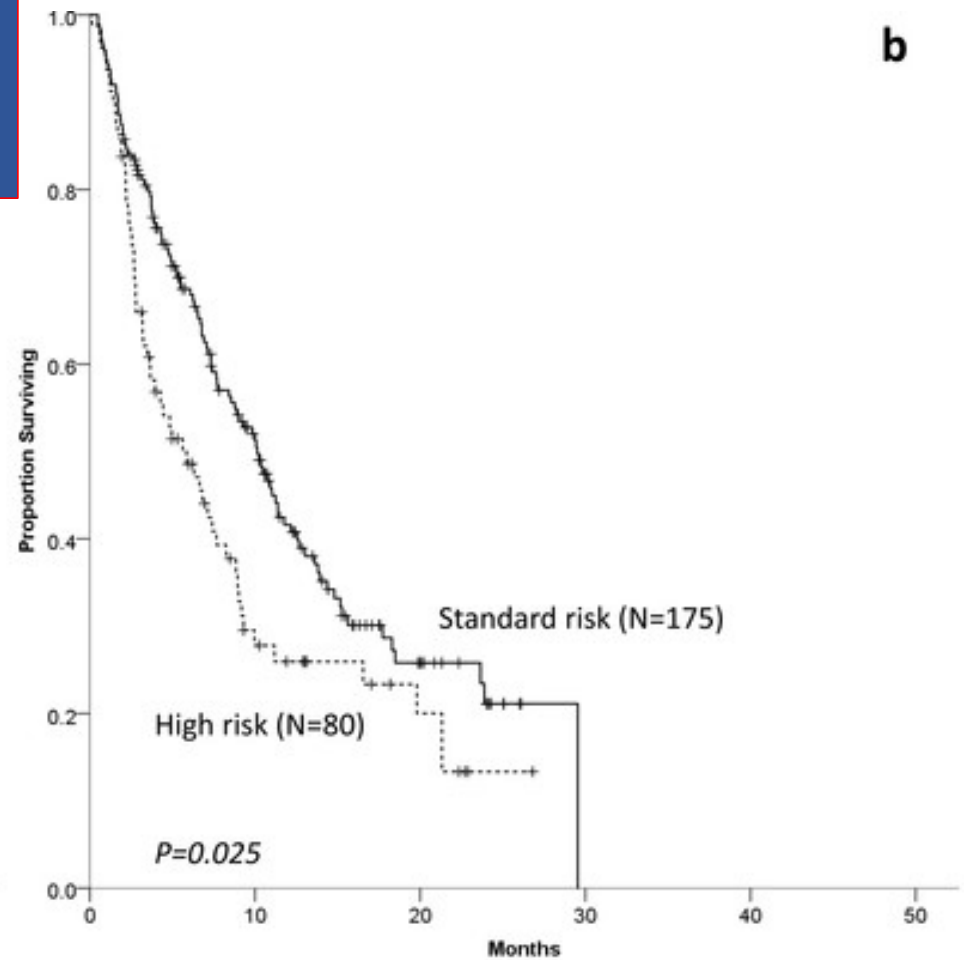 b
1.0
0.8
0.6
0.4
0.2
0.0
Proportion Surviving
Standard risk (N=175)
High risk (N=80)
P=0.025
0 10 20 30 40 50
Months